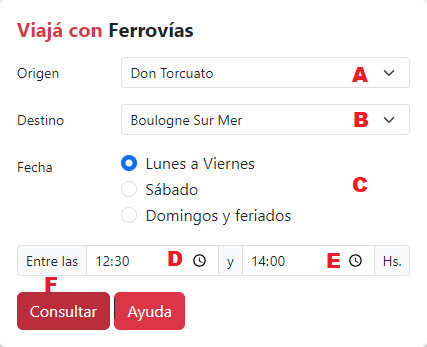 Viajá con Ferrovías
Origen Don Torcuato A
Destino Boulogne Sur Mer B
Fecha Lunes a Viernes
Sábado C
Domingos y feriados
Entre las 12:30 D y 14:00 E Hs.
F
Consultar Ayuda